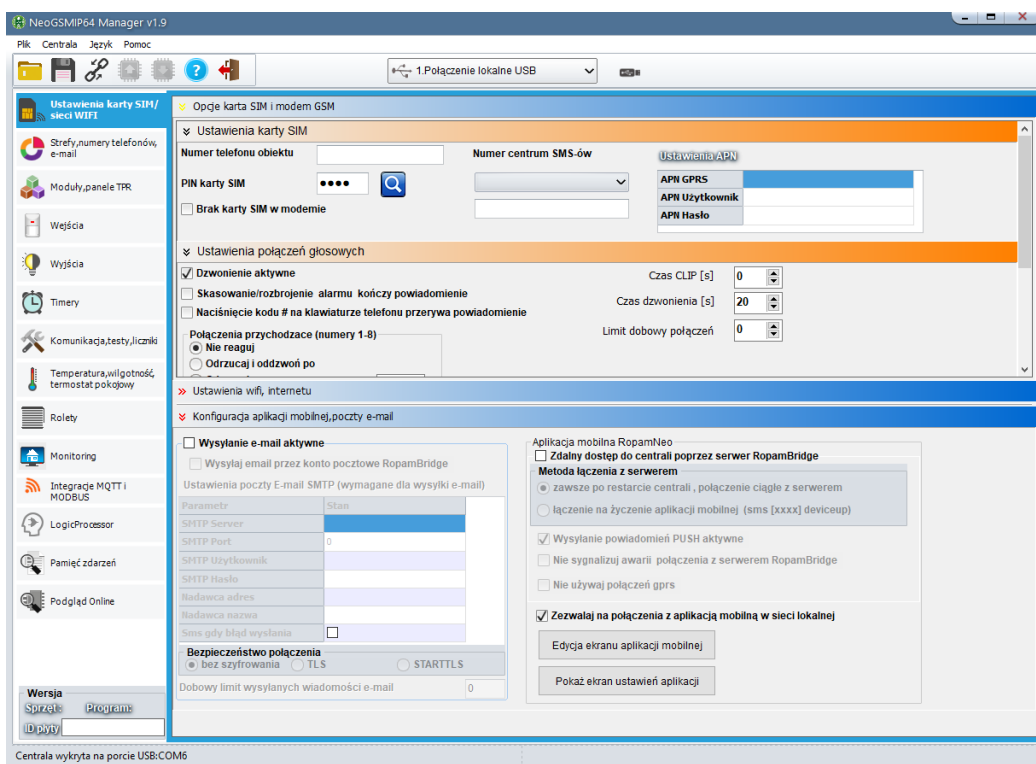 NeoGSMIP64 Manager v1.9
Plik Centrala Język Pomoc
1.Połączenie lokalne USB
Ustawienia karty SIM/
sieci WIFI
Strefy,numery telefonów,
e-mail
Moduły,panele TPR
Wejścia
Wyjścia
Timery
Komunikacja,testy,liczniki
Temperatura,wilgotność,
termostat pokojowy
Rolety
Monitoring
Integracje MQTT i
MODBUS
LogicProcessor
Pamięć zdarzeń
Podgląd Online
Wersja
Sprzęt: Program:
ID płyty
Opcje karta SIM i modem GSM
Ustawienia karty SIM
Numer telefonu obiektu
Numer centrum SMS-ów
Ustawienia APN
PIN karty SIM
APN GPRS
APN Użytkownik
APN Hasło
Brak karty SIM w modemie
Ustawienia połączeń głosowych
Dzwonienie aktywne
Czas CLIP [s] 0
Skasowanie/rozbrojenie alarmu kończy powiadomienie
Czas dzwonienia [s] 20
Naciśnięcie kodu # na klawiaturze telefonu przerywa powiadomienie
Limit dobowy połączeń 0
Połączenia przychodzace (numery 1-8)
Nie reaguj
Odrzucaj i oddzwoń po
Ustawienia wifi, internetu
Konfiguracja aplikacji mobilnej,poczty e-mail
Wysyłanie e-mail aktywne
Wysyłaj email przez konto pocztowe RopamBridge
Ustawienia poczty E-mail SMTP (wymagane dla wysyłki e-mail)
Parametr Stan
SMTP Server
SMTP Port 0
SMTP Użytkownik
SMTP Hasło
Nadawca adres
Nadawca nazwa
Sms gdy błąd wysłania
Bezpieczeństwo połączenia
bez szyfrowania TLS STARTTLS
Dobowy limit wysyłanych wiadomości e-mail 0
Aplikacja mobilna RopamNeo
Zdalny dostęp do centrali poprzez serwer RopamBridge
Metoda łączenia z serwerem
zawsze po restarcie centrali , połączenie ciągłe z serwerem
łączenie na życzenie aplikacji mobilnej (sms [xxxx] deviceup)
Wysyłanie powiadomień PUSH aktywne
Nie sygnalizuj awarii połączenia z serwerem RopamBridge
Nie używaj połączeń gprs
Zezwalaj na połączenia z aplikacją mobilną w sieci lokalnej
Edycja ekranu aplikacji mobilnej
Pokaż ekran ustawień aplikacji
Centrala wykryta na porcie USB:COM6